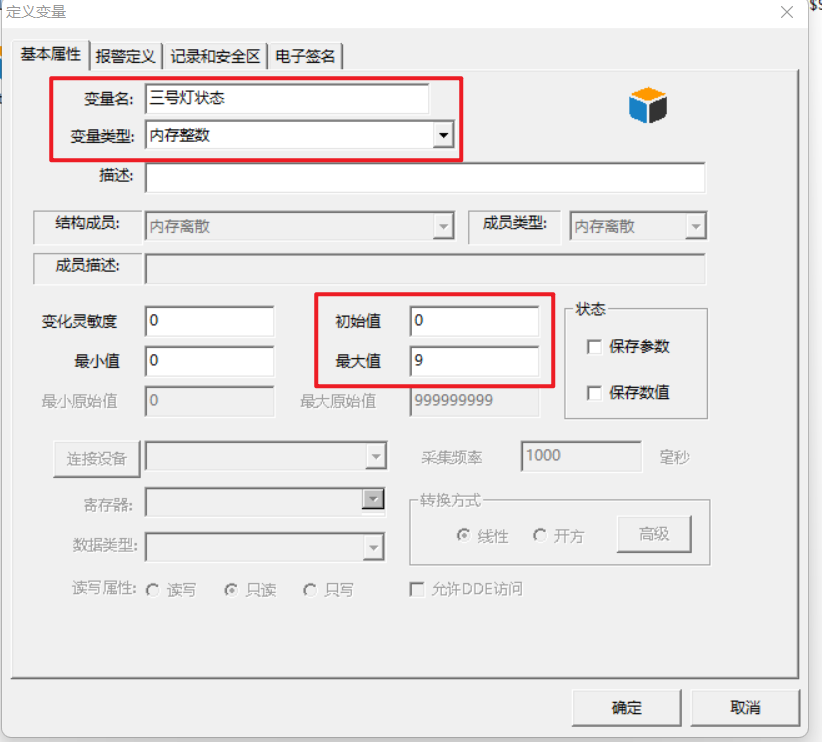 定义变量
基本属性 报警定义 记录和安全区 电子签名
变量名: 三号灯状态
变量类型: 内存整数
描述:
结构成员: 内存离散 成员类型: 内存离散
成员描述:
变化灵敏度 0 初始值 0 状态
最小值 0 最大值 9 保存参数
最小原始值 0 最大原始值 999999999 保存数值
连接设备 采集频率 1000 毫秒
寄存器: 转换方式
数据类型: 线性 开方 高级
读写属性: 读写 只读 只写 允许DDE访问
确定 取消